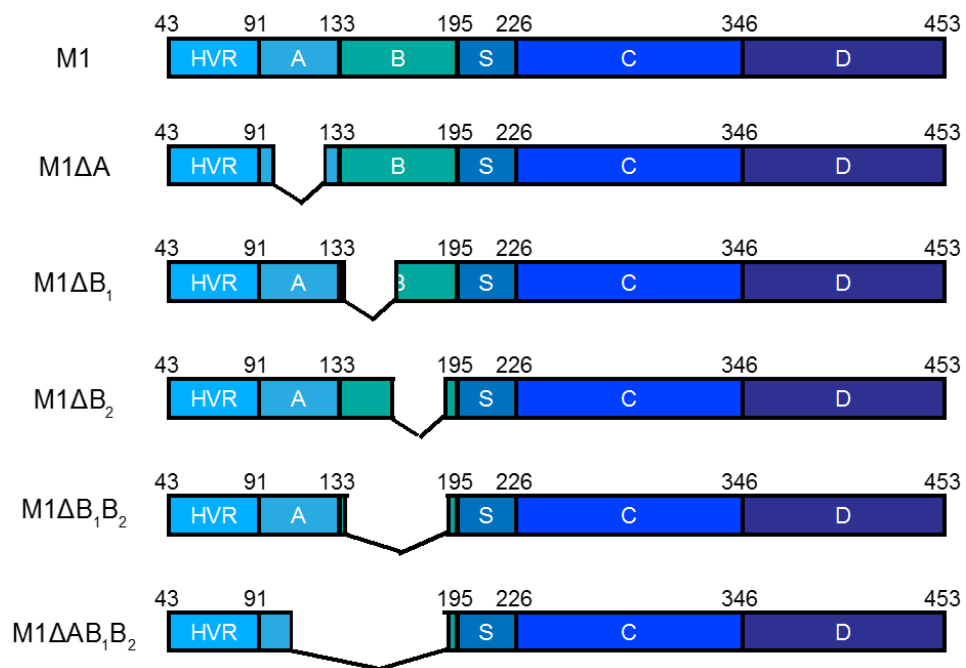 43 91 133 195 226 346 453
M1 HVR A B S C D
43 91 133 195 226 346 453
M1ΔA HVR B S C D
43 91 133 195 226 346 453
M1ΔB₁ HVR A B S C D
43 91 133 195 226 346 453
M1ΔB₂ HVR A S C D
43 91 133 195 226 346 453
M1ΔB₁B₂ HVR A S C D
43 91 195 226 346 453
M1ΔAB₁B₂ HVR S C D